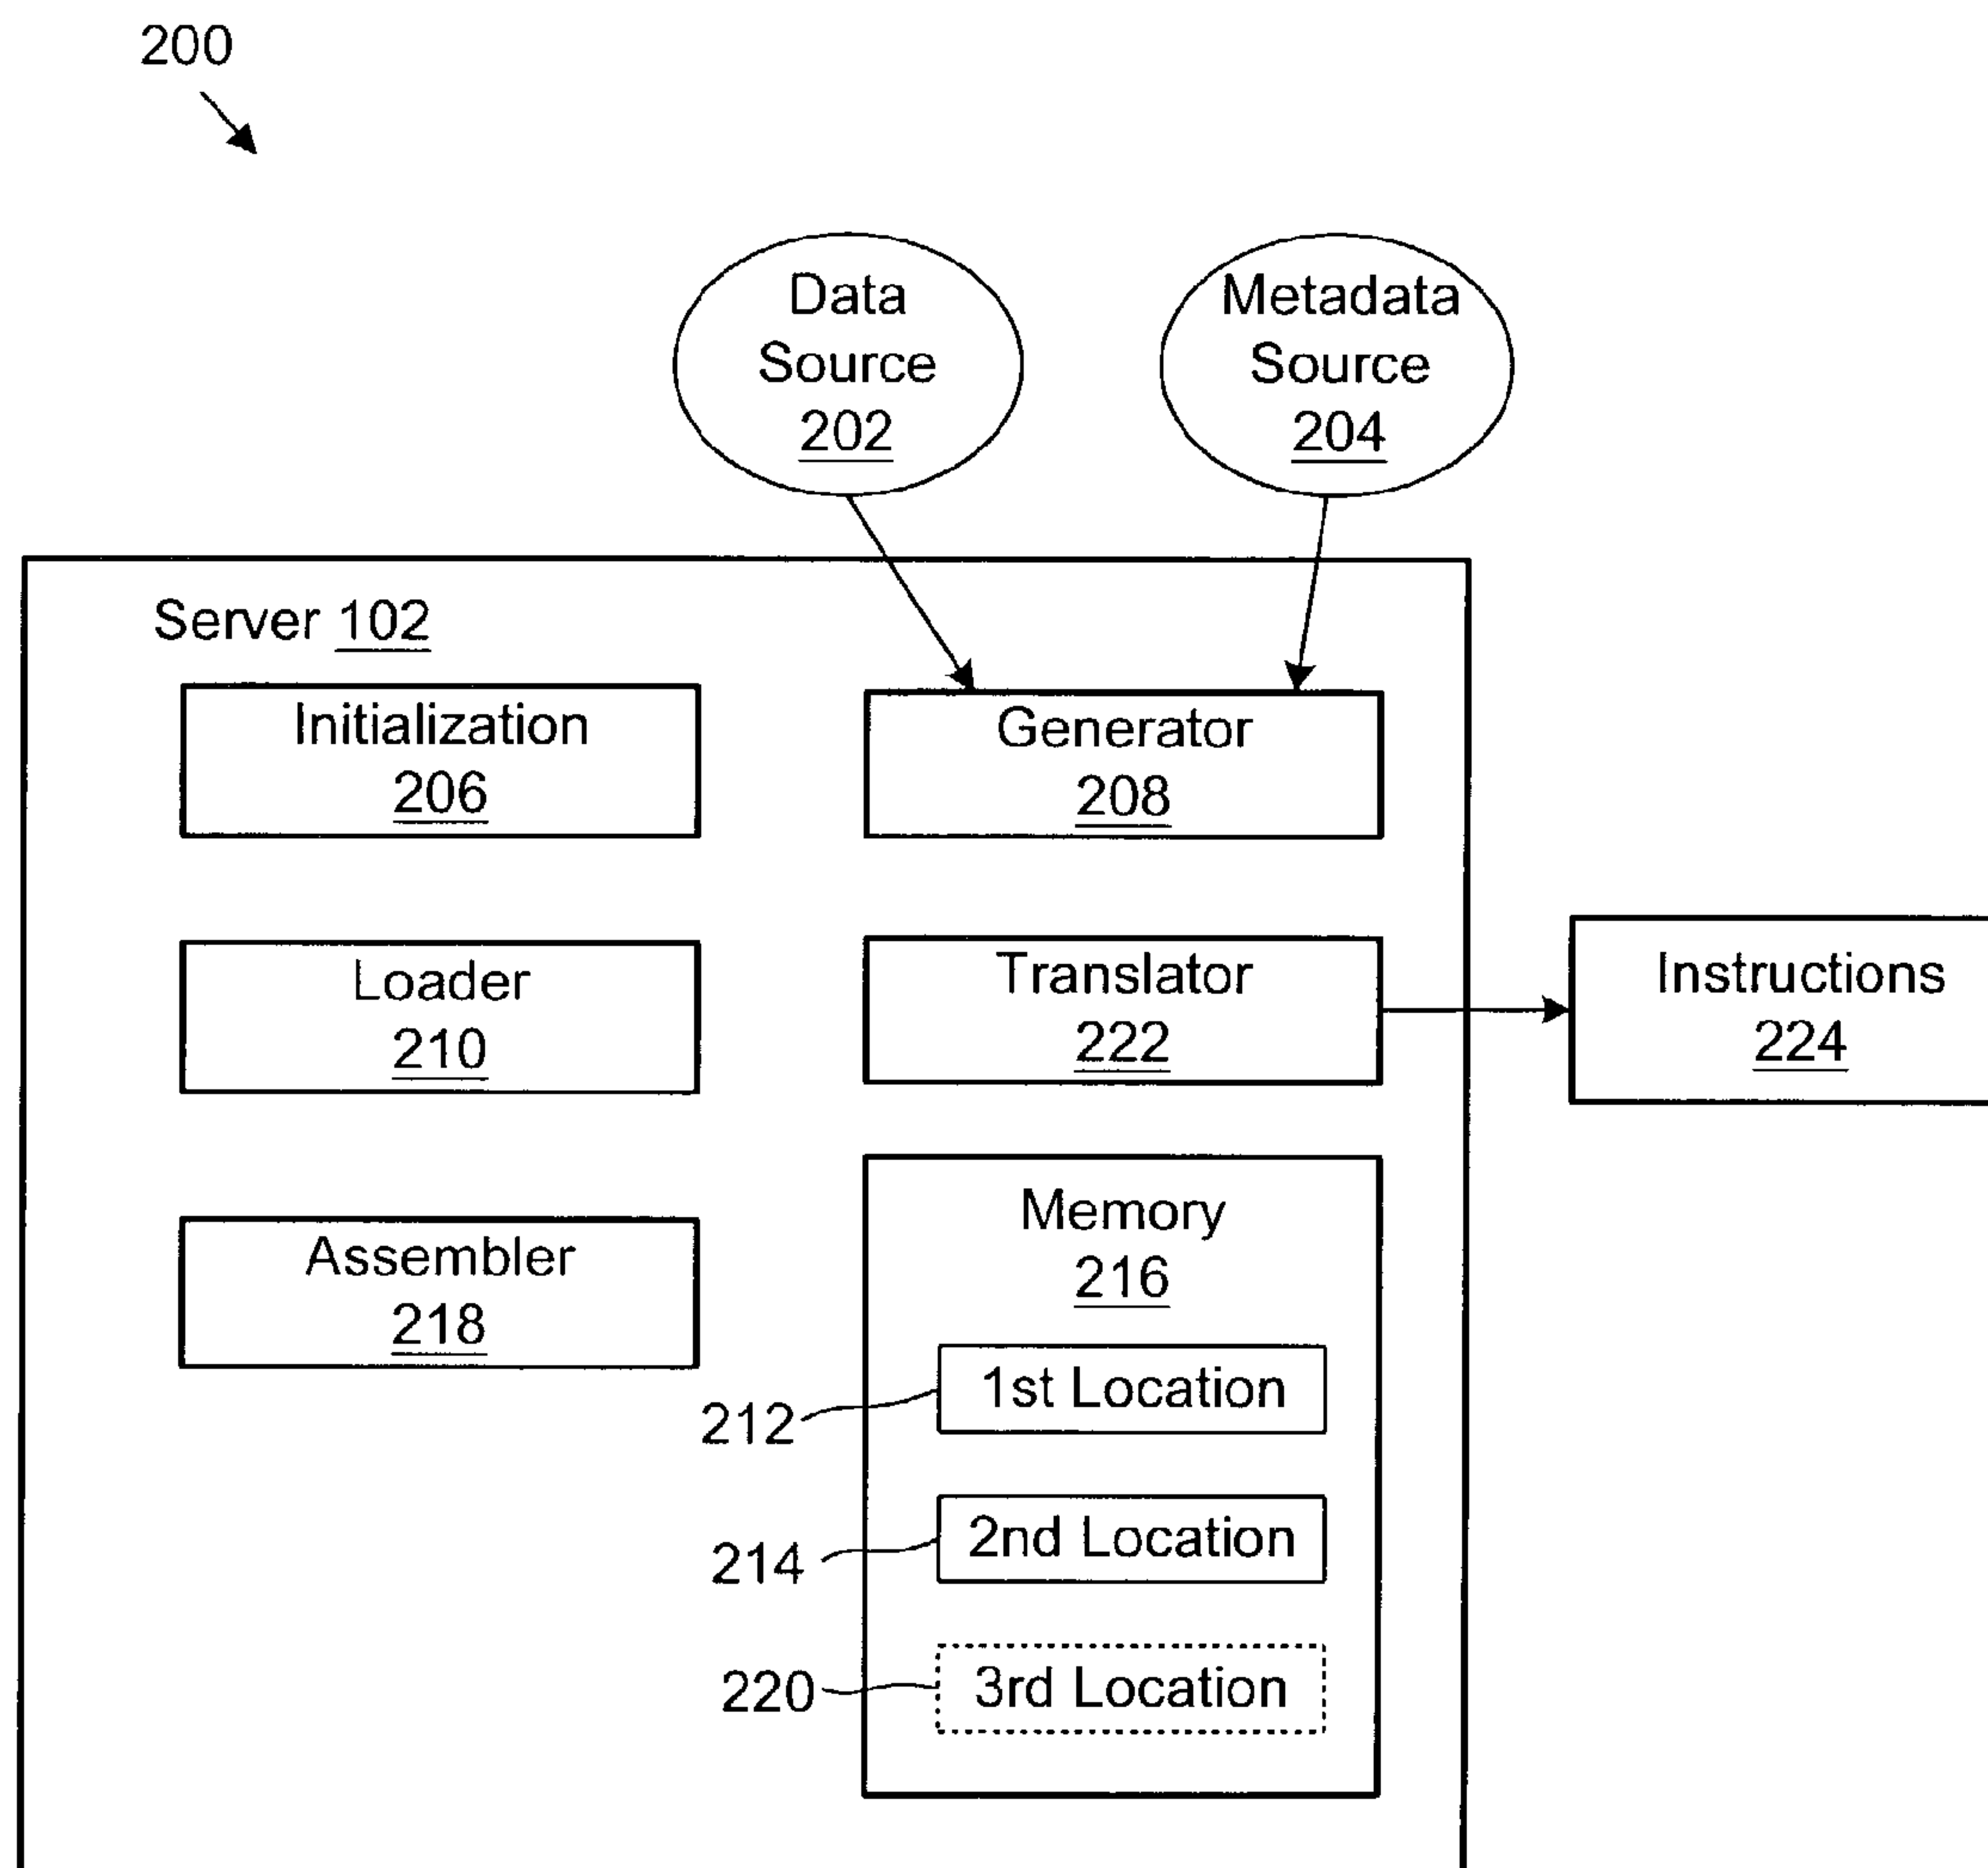 200
Data
Source
202
Metadata
Source
204
Server 102
Initialization
206
Generator
208
Loader
210
Translator
222
Instructions
224
Assembler
218
Memory
216
212
1st Location
214
2nd Location
220
3rd Location